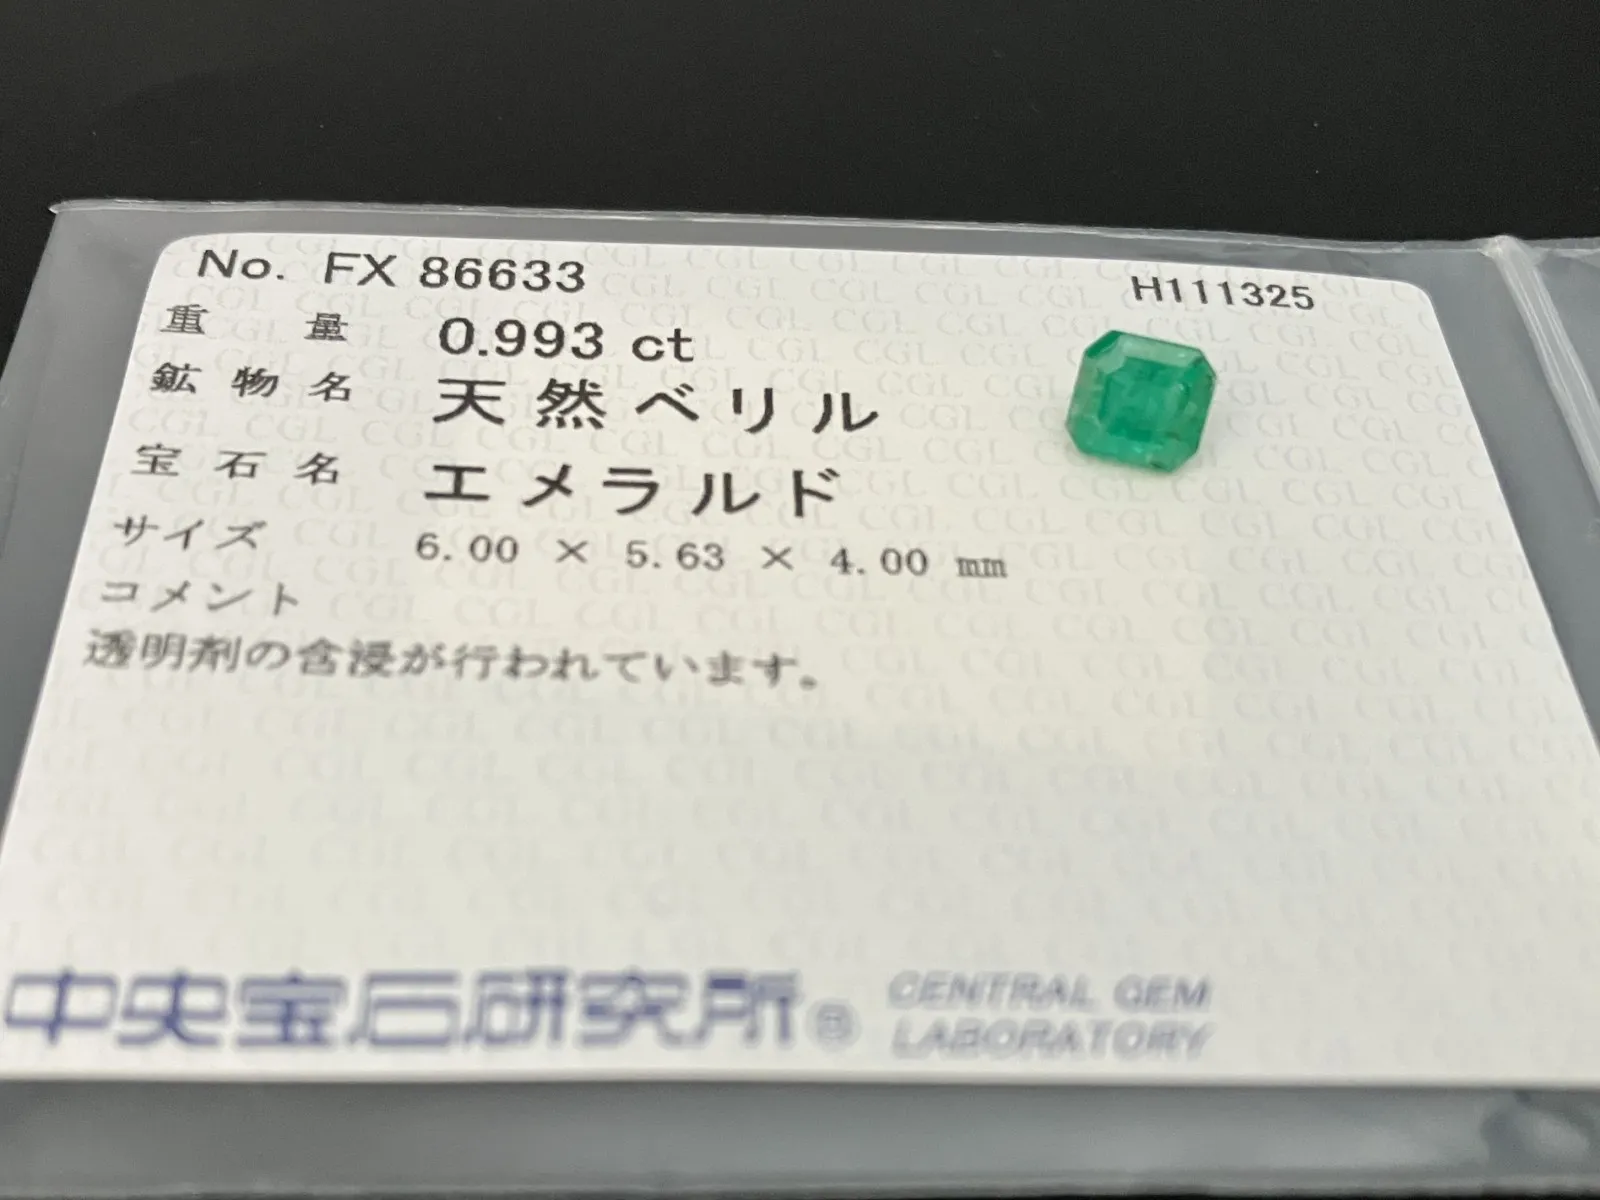 No. FX 86633
H111325
重量 0.993 ct
鉱物名 天然ベリル
宝石名 エメラルド
サイズ 6.00 × 5.63 × 4.00 mm
コメント
透明剤の含浸が行われています。
中央宝石研究所® CENTRAL GEM
LABORATORY